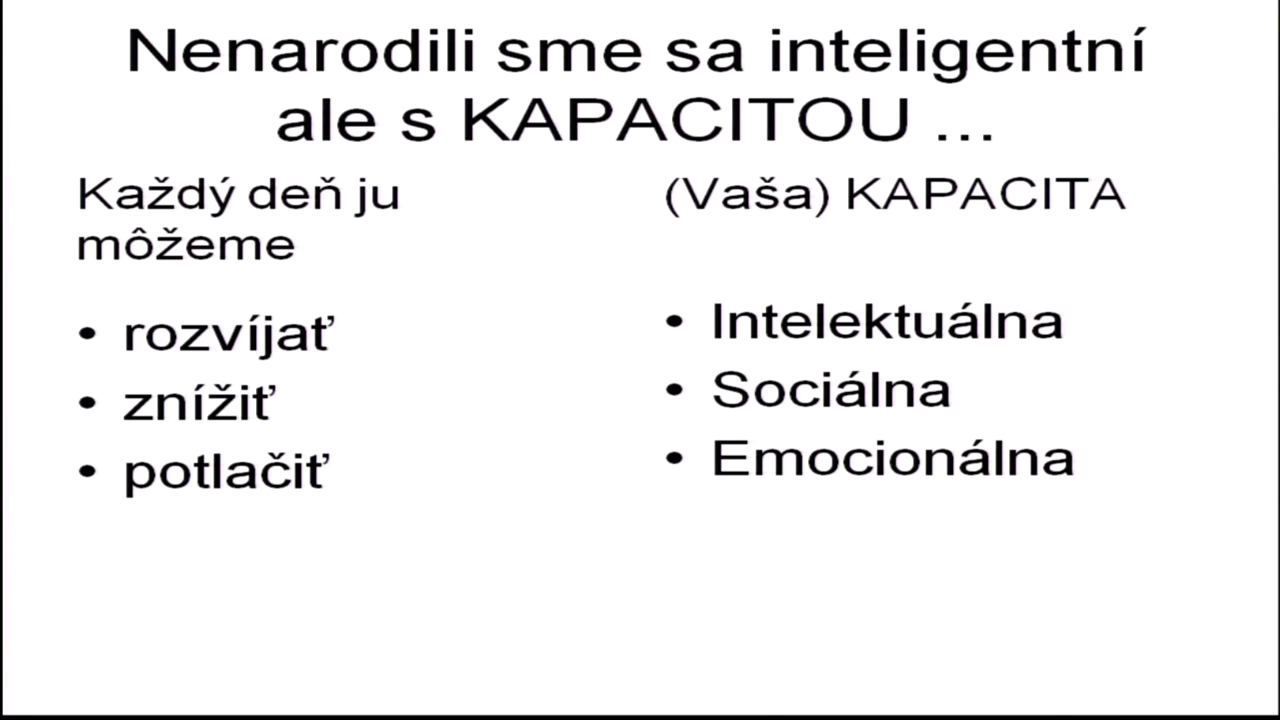 Nenarodili sme sa inteligentní
ale s KAPACITOU ...
Každý deň ju
môžeme
• rozvíjať
• znížiť
• potlačiť
(Vaša) KAPACITA
• Intelektuálna
• Sociálna
• Emocionálna